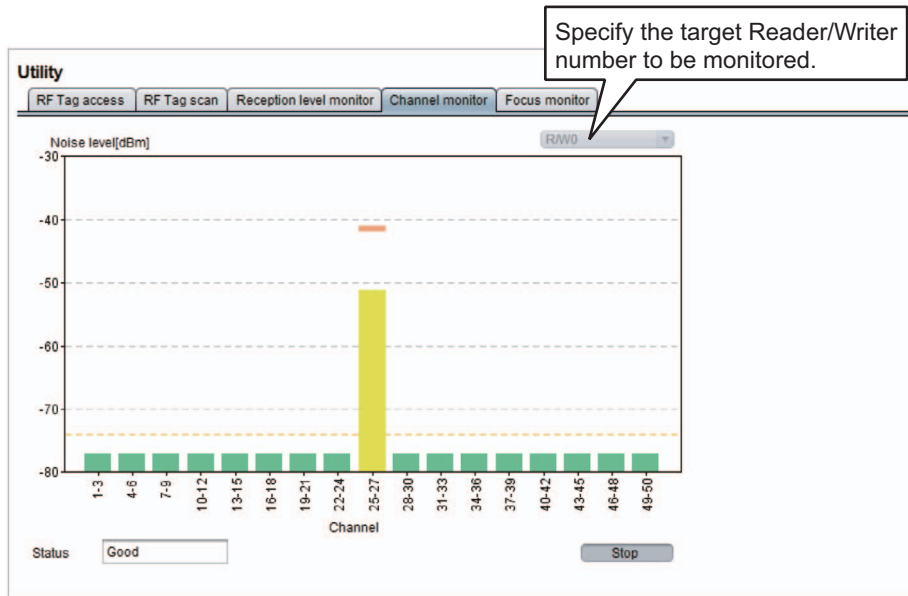 Specify the target Reader/Writer
number to be monitored.
Utility
RF Tag access RF Tag scan Reception level monitor Channel monitor Focus monitor
Noise level[dBm] R/W0
-30
-40
-50
-60
-70
-80
1-3 4-6 7-9 10-12 13-15 16-18 19-21 22-24 25-27 28-30 31-33 34-36 37-39 40-42 43-45 46-48 49-50
Channel
Status Good Stop